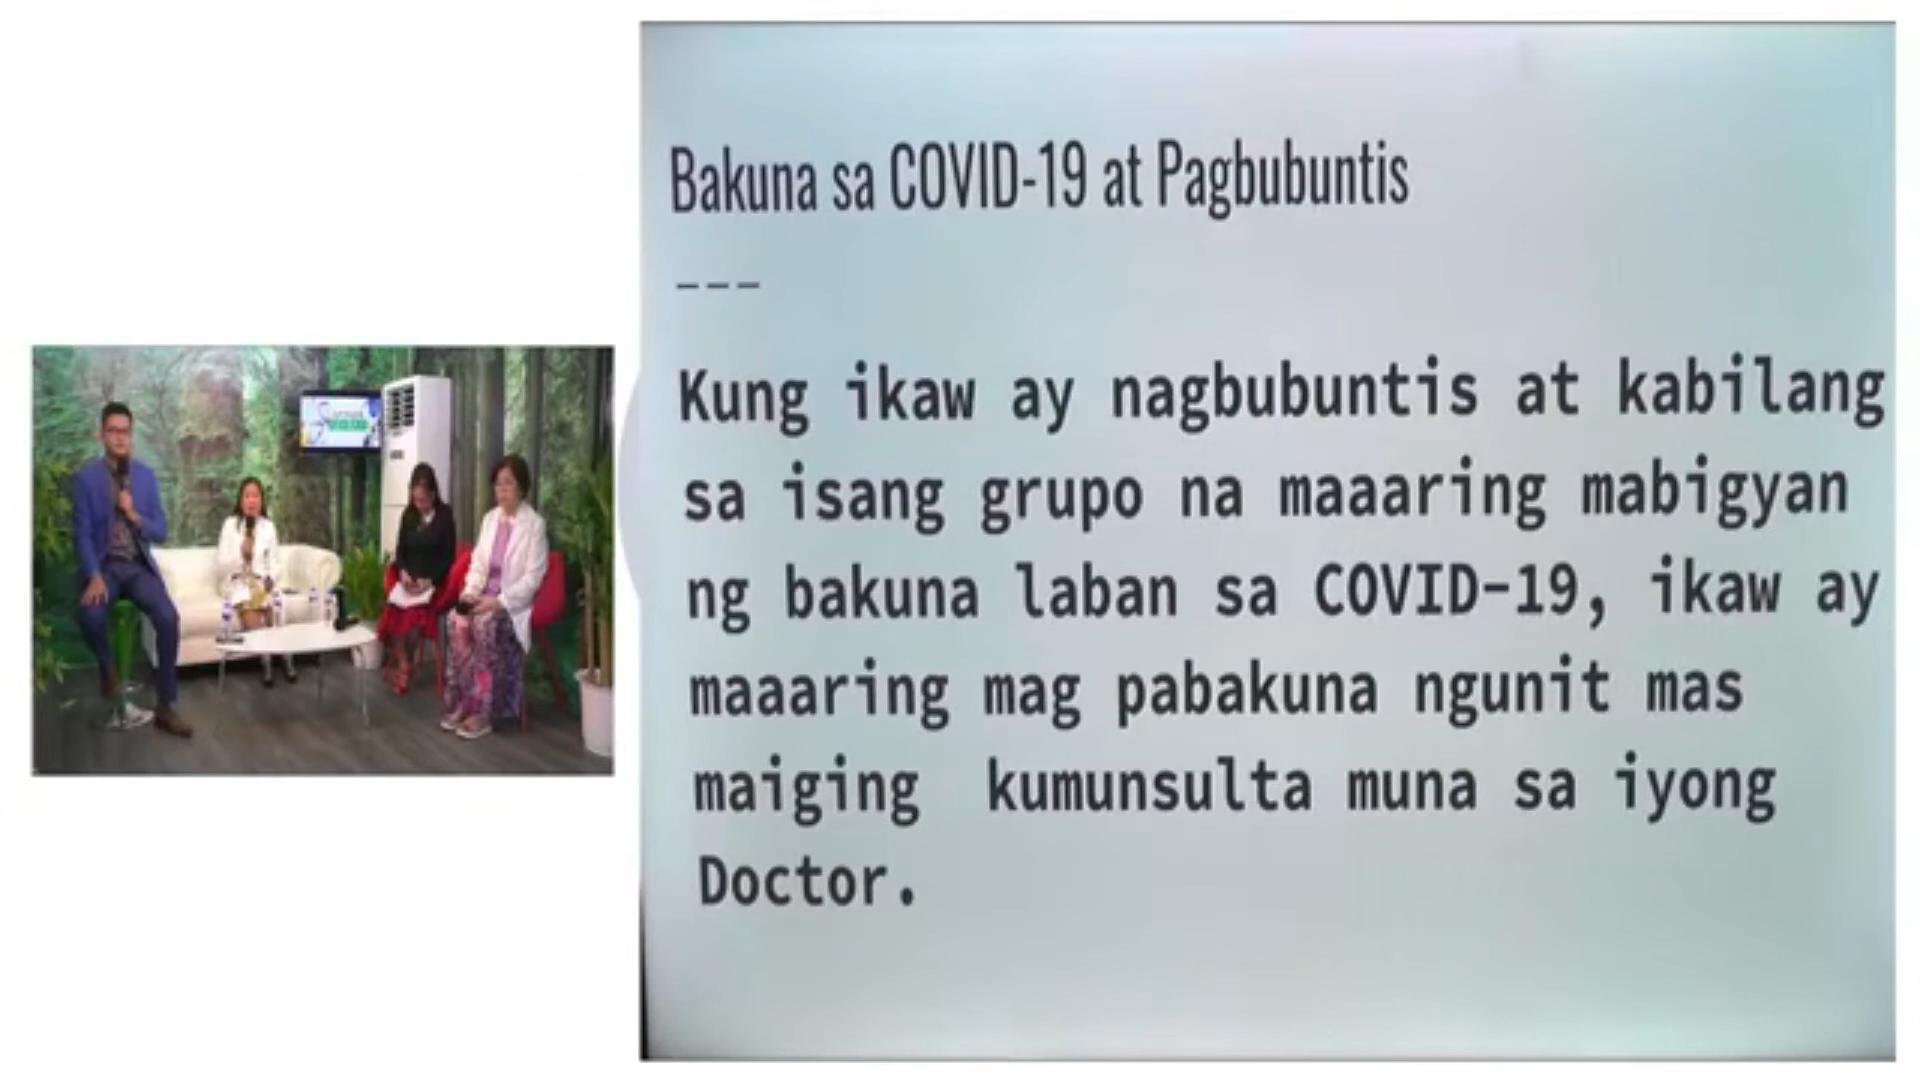 Bakuna sa COVID-19 at Pagbubuntis
---
Kung ikaw ay nagbubuntis at kabilang
sa isang grupo na maaaring mabigyan
ng bakuna laban sa COVID-19, ikaw ay
maaaring mag pabakuna ngunit mas
maiging  kumunsulta muna sa iyong
Doctor.